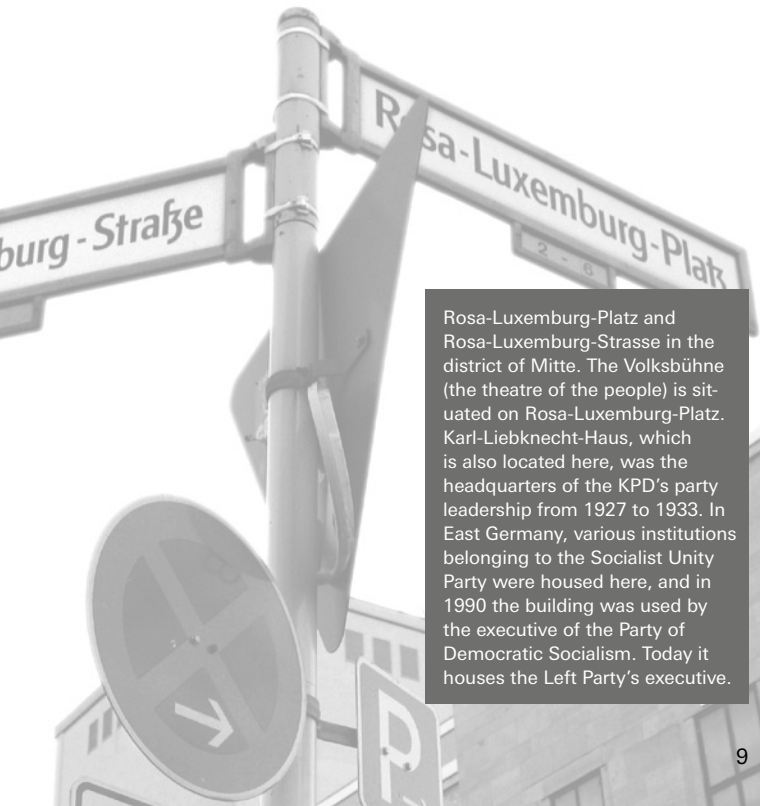 Rosa-Luxemburg-Platz
burg-Straße
2 - 6
Rosa-Luxemburg-Platz and
Rosa-Luxemburg-Strasse in the
district of Mitte. The Volksbühne
(the theatre of the people) is sit-
uated on Rosa-Luxemburg-Platz.
Karl-Liebknecht-Haus, which
is also located here, was the
headquarters of the KPD's party
leadership from 1927 to 1933. In
East Germany, various institutions
belonging to the Socialist Unity
Party were housed here, and in
1990 the building was used by
the executive of the Party of
Democratic Socialism. Today it
houses the Left Party's executive.
P
9